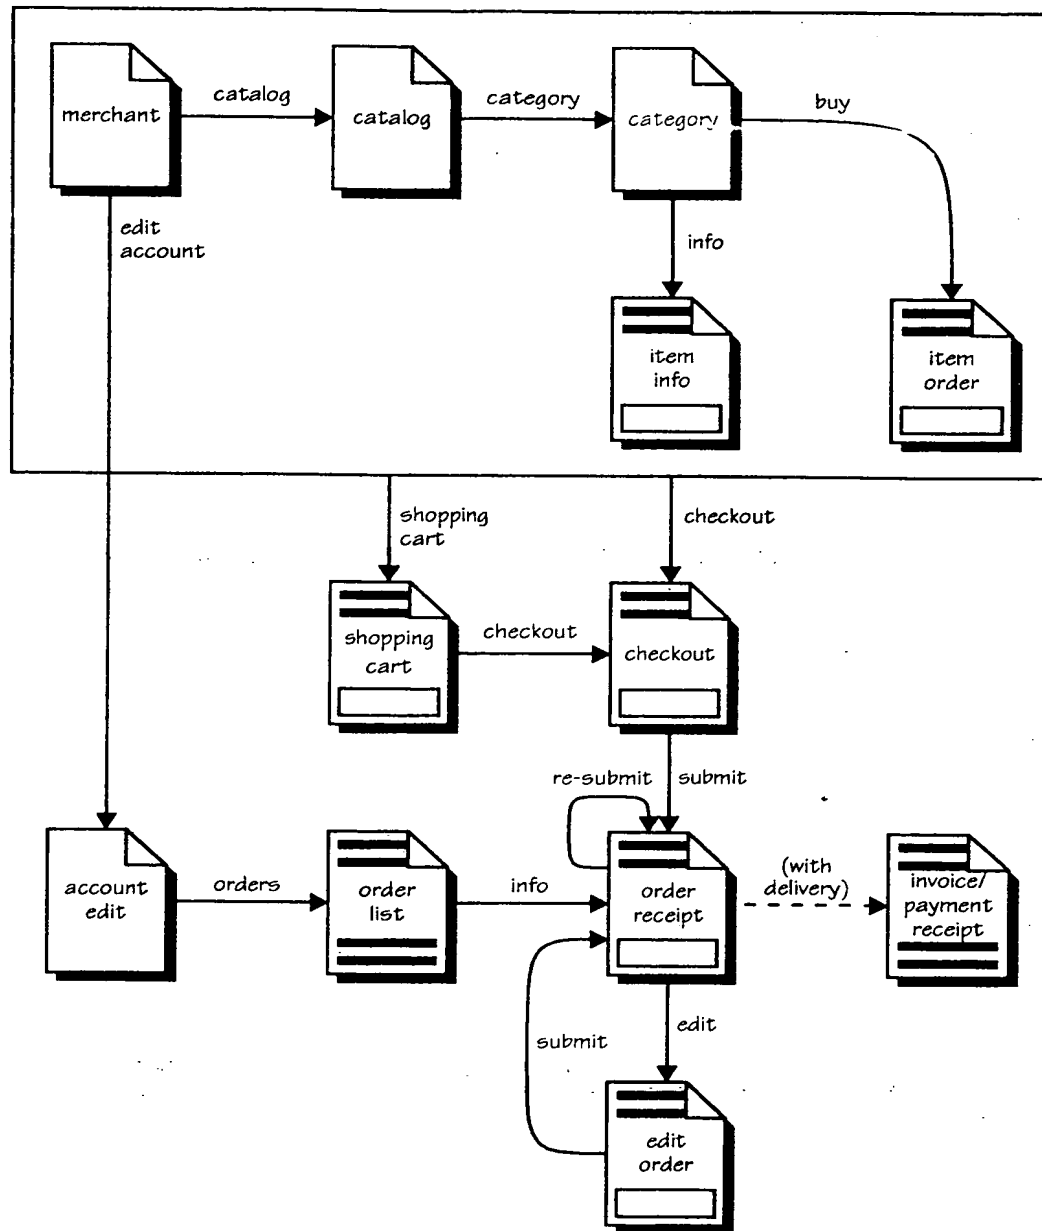 merchant
catalog
catalog
category
category
buy
edit
account
info
item
info
item
order
shopping
cart
checkout
shopping
cart
checkout
checkout
re-submit
submit
account
edit
orders
order
list
info
order
receipt
(with
delivery)
invoice/
payment
receipt
submit
edit
edit
order